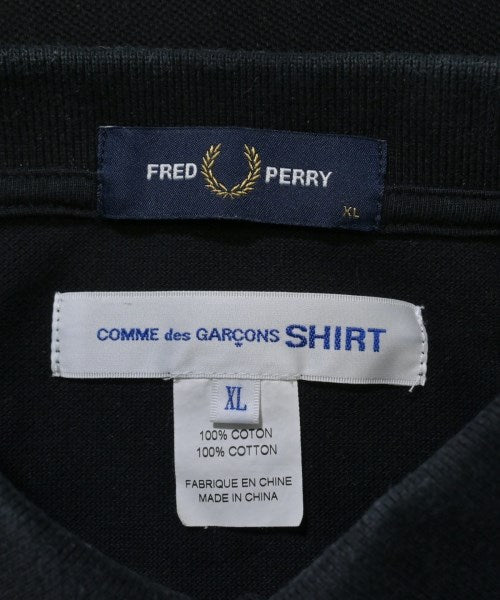 FRED PERRY
XL
COMME des GARÇONS SHIRT
XL
100% COTON
100% COTTON
FABRIQUE EN CHINE
MADE IN CHINA